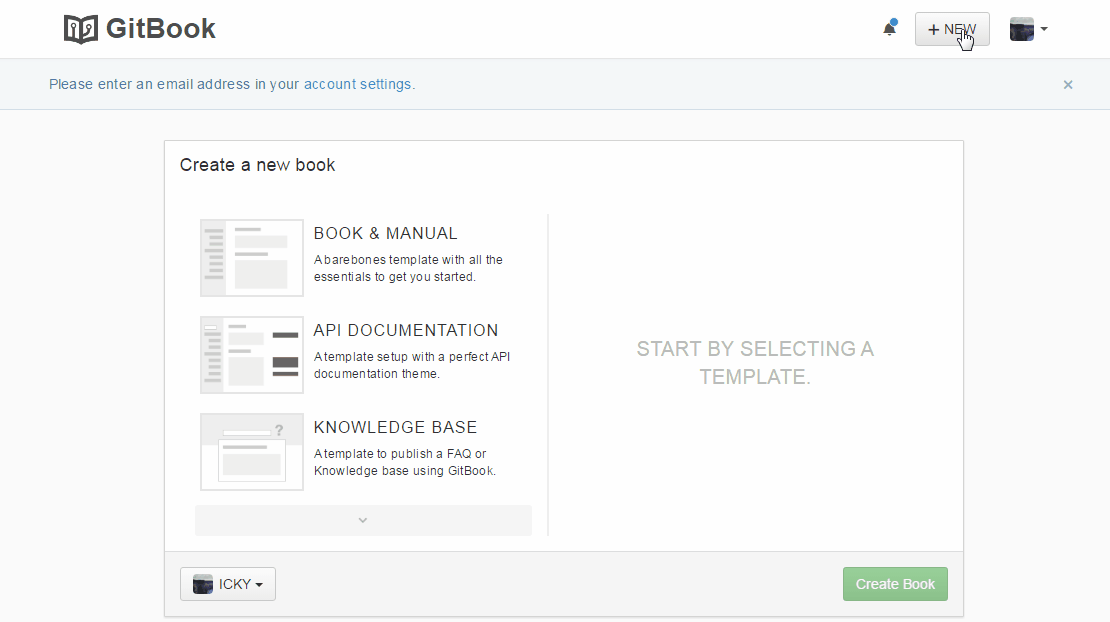 GitBook
+ NEW
Please enter an email address in your account settings.
×
Create a new book
BOOK & MANUAL
A barebones template with all the
essentials to get you started.
API DOCUMENTATION
A template setup with a perfect API
documentation theme.
?
KNOWLEDGE BASE
A template to publish a FAQ or
Knowledge base using GitBook.
START BY SELECTING A
TEMPLATE.
ICKY
Create Book